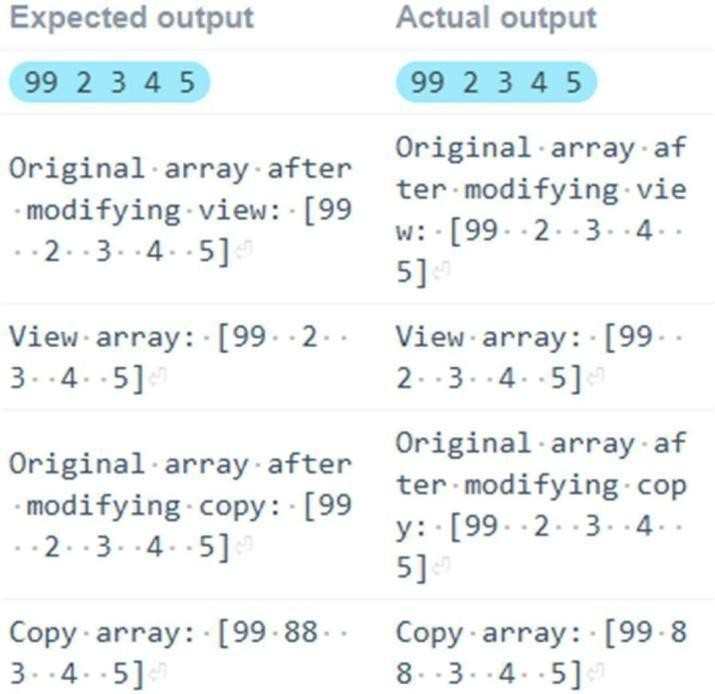 Expected output Actual output
99 2 3 4 5 99 2 3 4 5
Original·array·after
·modifying·view:·[99
··2··3··4··5]⏎
Original·array·af
ter·modifying·vie
w:·[99··2··3··4··
5]⏎
View·array:·[99··2··
3··4··5]⏎
View·array:·[99··
2··3··4··5]⏎
Original·array·after
·modifying·copy:·[99
··2··3··4··5]⏎
Original·array·af
ter·modifying·cop
y:·[99··2··3··4··
5]⏎
Copy·array:·[99·88··
3··4··5]⏎
Copy·array:·[99·8
8··3··4··5]⏎